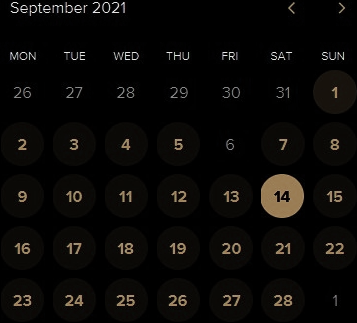 September 2021
MON TUE WED THU FRI SAT SUN
26 27 28 29 30 31 1
2 3 4 5 6 7 8
9 10 11 12 13 14 15
16 17 18 19 20 21 22
23 24 25 26 27 28 1